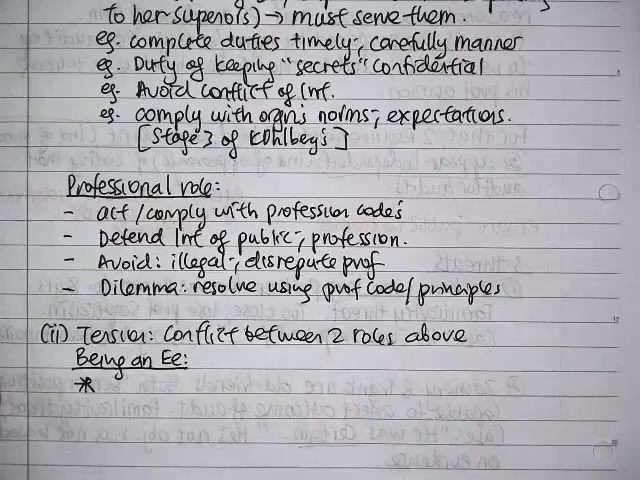 to her superior(s) → must serve them.
eg. complete duties timely, carefully manner
eg. Duty of keeping "secrets" confidential
eg. Avoid conflict of Int.
eg. comply with orgn's norms, expectations.
[Stage 3 of Kohlbeg's]
Professional role:
- act/comply with profession codes
- Defend Int of public, profession.
- Avoid: illegal, disrepute prof
- Dilemma: resolve using prof code/principles
(ii) Tension: Conflict between 2 roles above
Being an Ee:
*